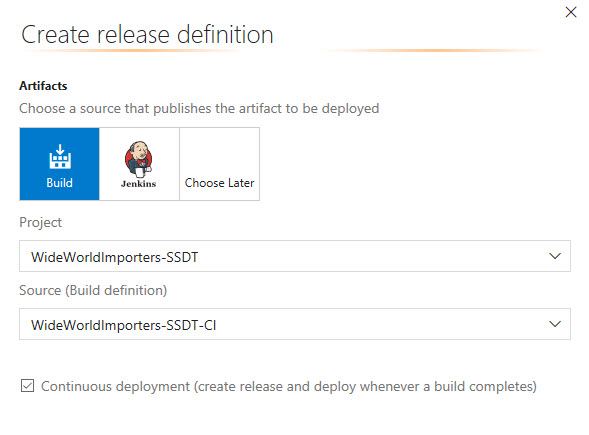 Create release definition
Artifacts
Choose a source that publishes the artifact to be deployed
Build
Jenkins
Choose Later
Project
WideWorldImporters-SSDT
Source (Build definition)
WideWorldImporters-SSDT-CI
Continuous deployment (create release and deploy whenever a build completes)